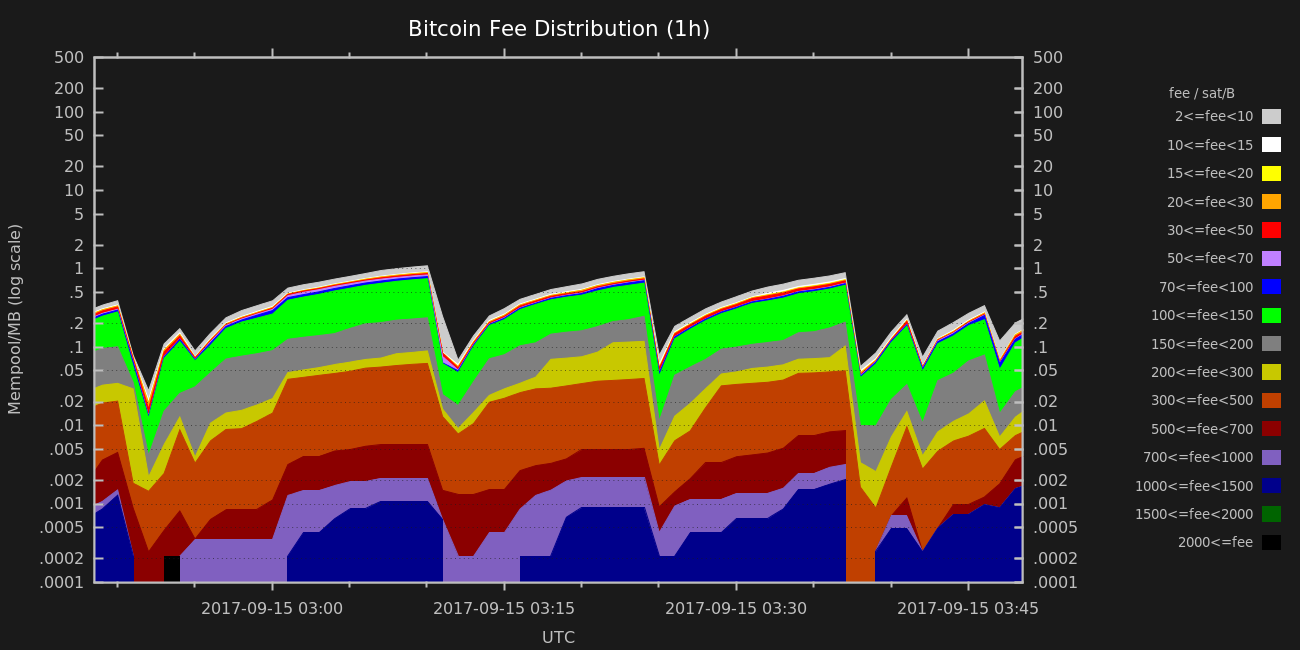 Bitcoin Fee Distribution (1h)
500
200
100
50
20
10
5
2
1
.5
.2
.1
.05
.02
.01
.005
.002
.001
.0005
.0002
.0001
Mempool/MB (log scale)
500
200
100
50
20
10
5
2
1
.5
.2
.1
.05
.02
.01
.005
.002
.001
.0005
.0002
.0001
2017-09-15 03:00 2017-09-15 03:15 2017-09-15 03:30 2017-09-15 03:45
UTC
fee / sat/B
2<=fee<10
10<=fee<15
15<=fee<20
20<=fee<30
30<=fee<50
50<=fee<70
70<=fee<100
100<=fee<150
150<=fee<200
200<=fee<300
300<=fee<500
500<=fee<700
700<=fee<1000
1000<=fee<1500
1500<=fee<2000
2000<=fee